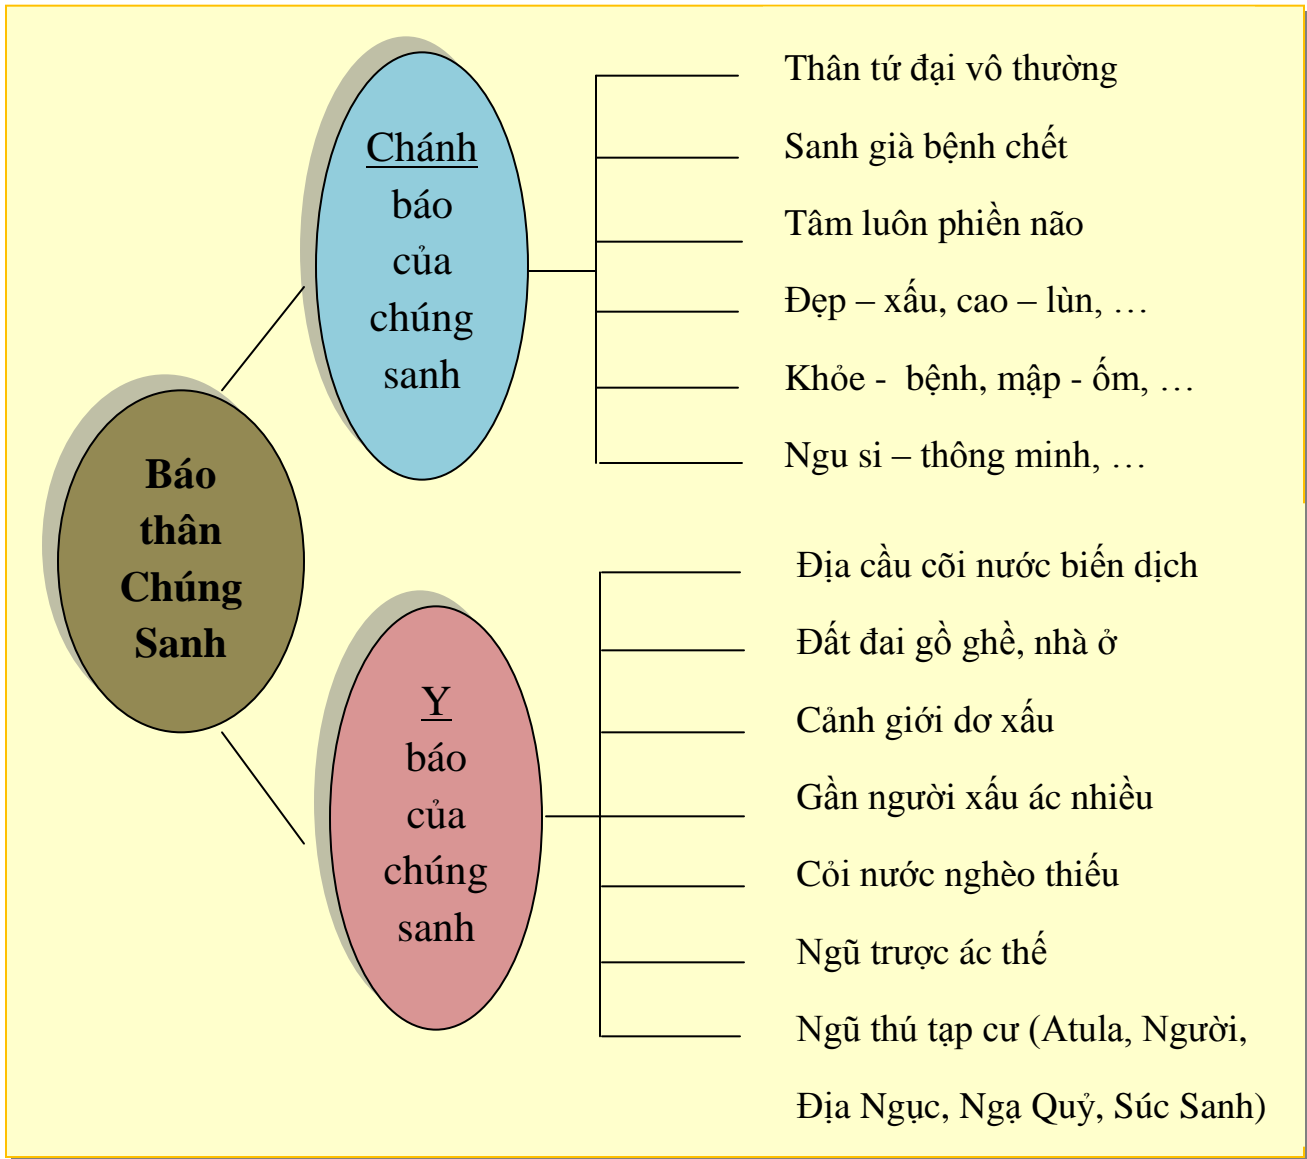 Báo
thân
Chúng
Sanh
Chánh
báo
của
chúng
sanh
Thân tứ đại vô thường
Sanh già bệnh chết
Tâm luôn phiền não
Đẹp – xấu, cao – lùn, …
Khỏe - bệnh, mập - ốm, …
Ngu si – thông minh, …
Y
báo
của
chúng
sanh
Địa cầu cõi nước biến dịch
Đất đai gồ ghề, nhà ở
Cảnh giới dơ xấu
Gần người xấu ác nhiều
Cỏi nước nghèo thiếu
Ngũ trược ác thế
Ngũ thú tạp cư (Atula, Người,
Địa Ngục, Ngạ Quỷ, Súc Sanh)